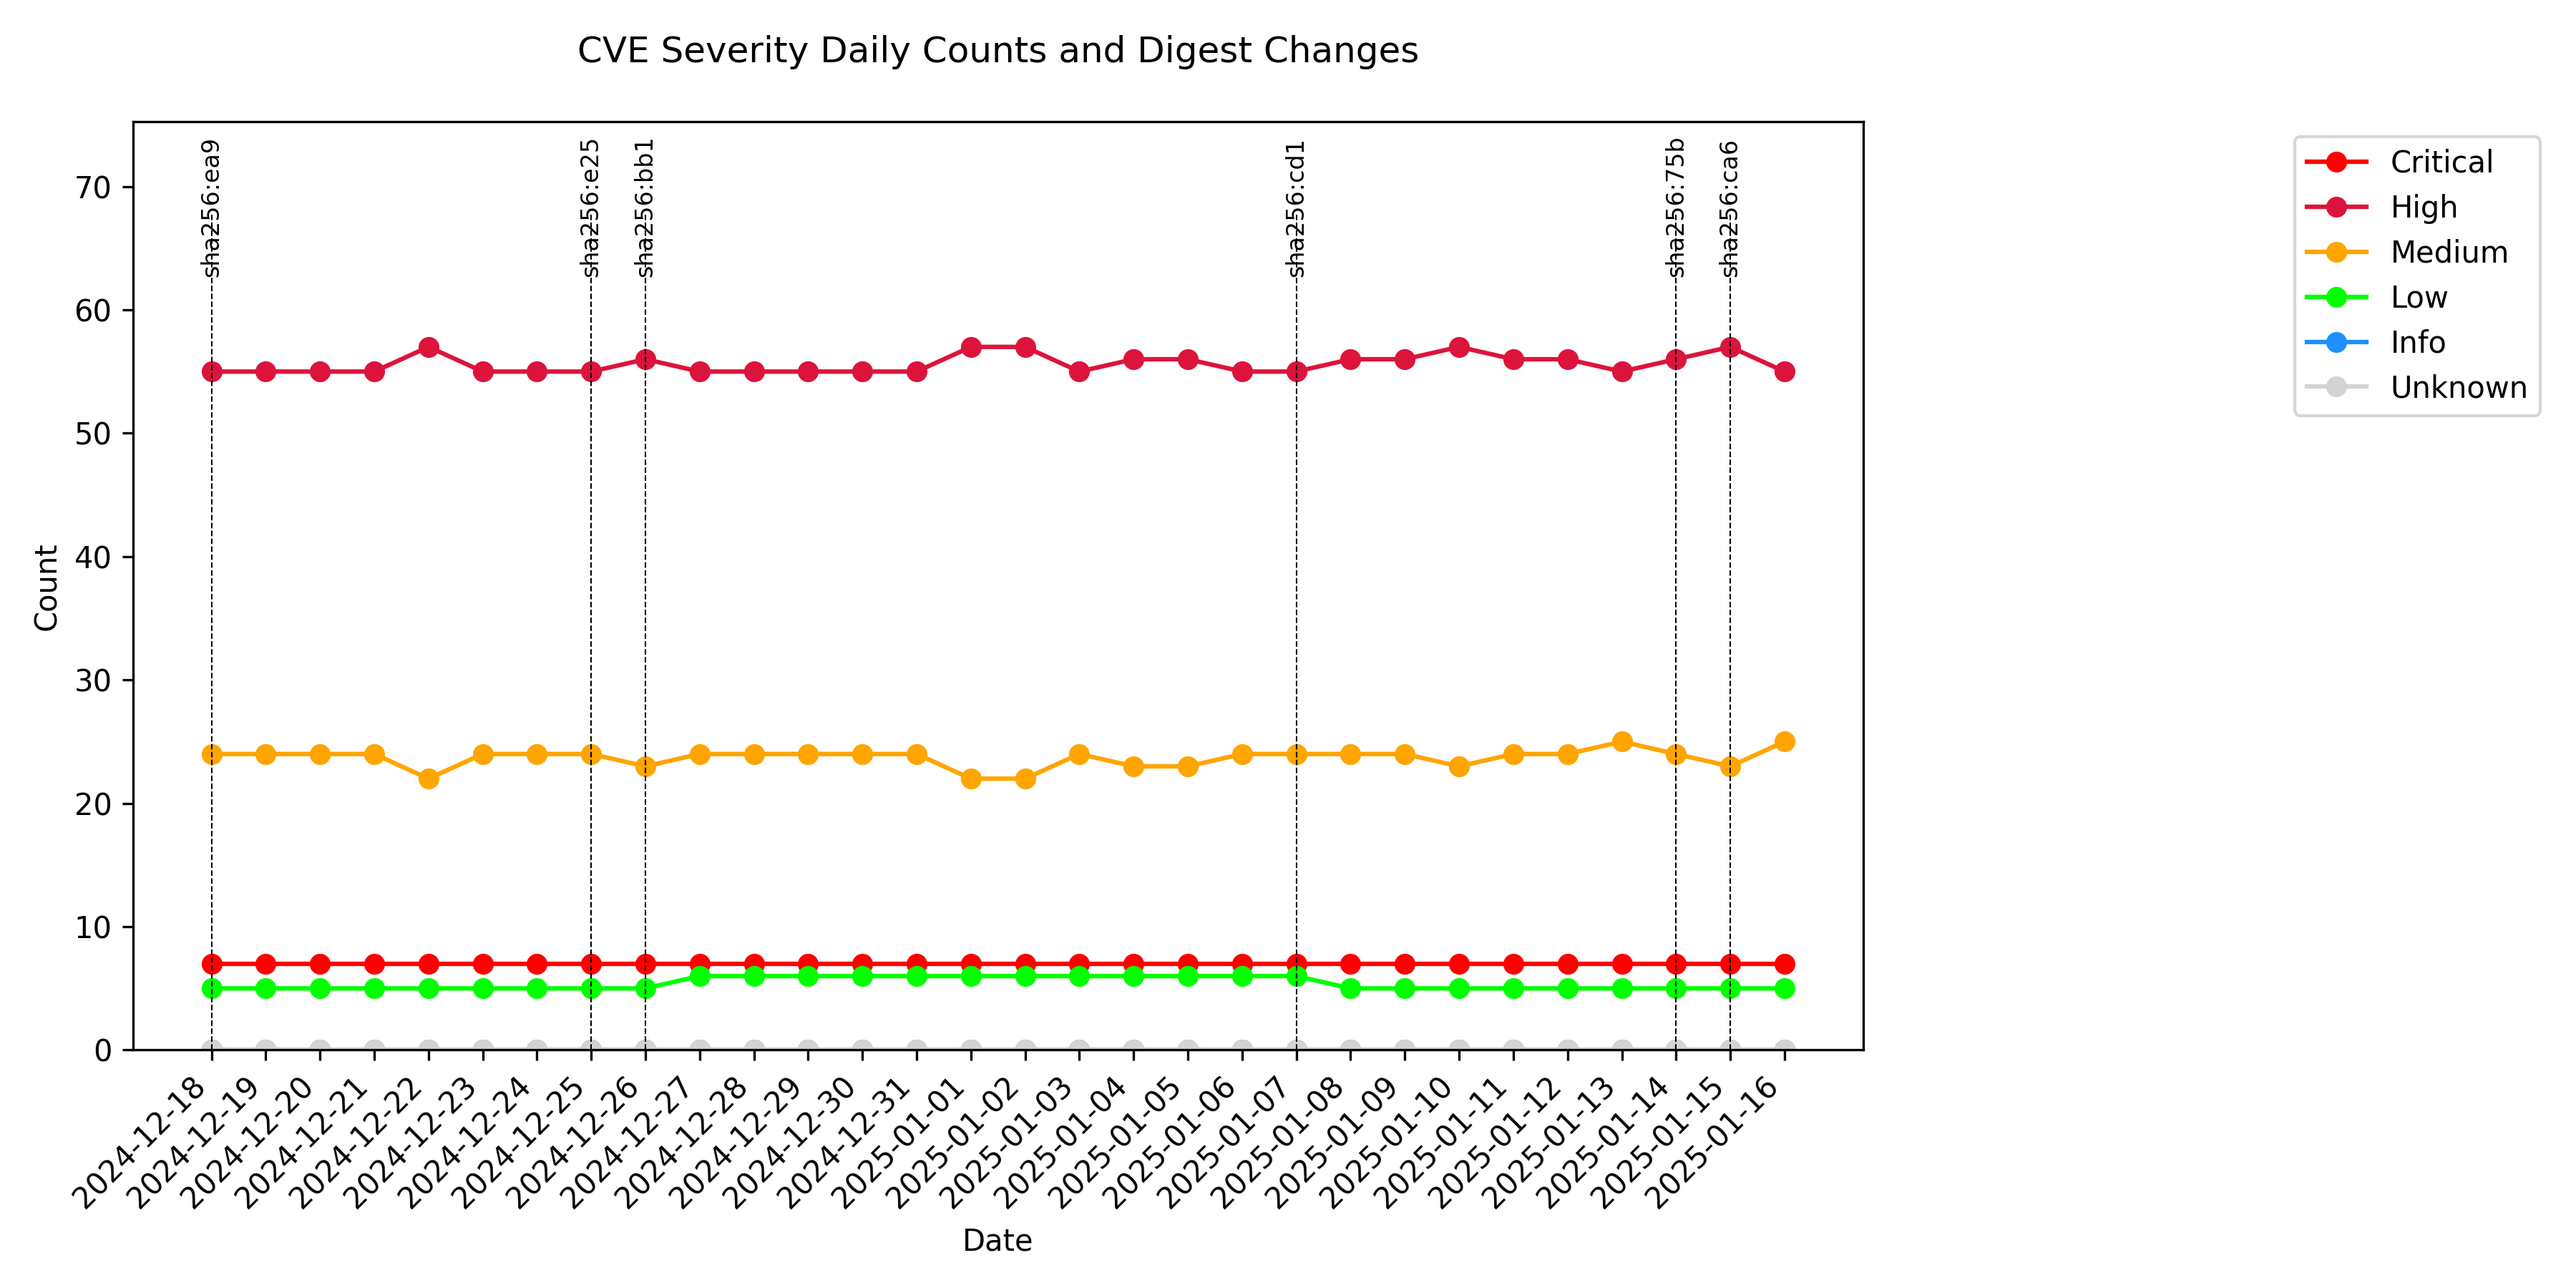 CVE Severity Daily Counts and Digest Changes
sha256:ea9
sha256:e25
sha256:bb1
sha256:cd1
sha256:75b
sha256:ca6
Critical
High
Medium
Low
Info
Unknown
70
60
50
40
30
20
10
0
Count
2024-12-18
2024-12-19
2024-12-20
2024-12-21
2024-12-22
2024-12-23
2024-12-24
2024-12-25
2024-12-26
2024-12-27
2024-12-28
2024-12-29
2024-12-30
2024-12-31
2025-01-01
2025-01-02
2025-01-03
2025-01-04
2025-01-05
2025-01-06
2025-01-07
2025-01-08
2025-01-09
2025-01-10
2025-01-11
2025-01-12
2025-01-13
2025-01-14
2025-01-15
2025-01-16
Date